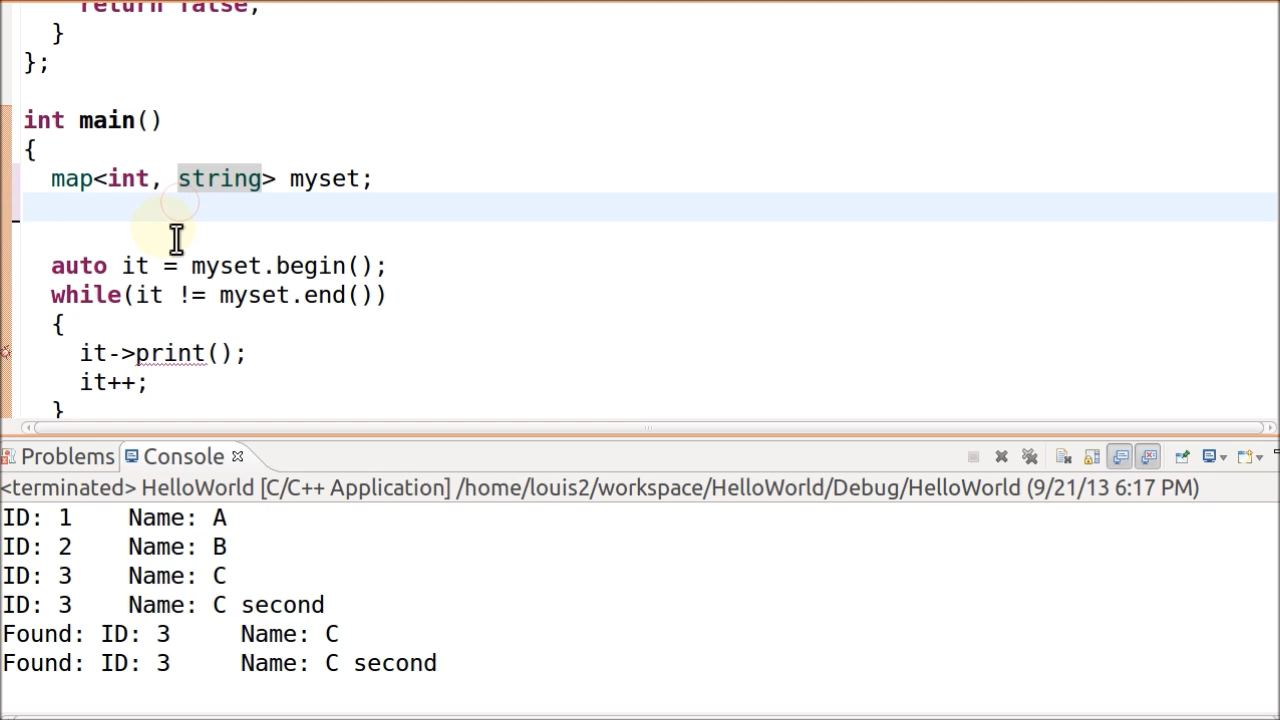 return false;
}
};
int main()
{
map<int, string> myset;
auto it = myset.begin();
while(it != myset.end())
{
it->print();
it++;
}
Problems Console
<terminated> HelloWorld [C/C++ Application] /home/louis2/workspace/HelloWorld/Debug/HelloWorld (9/21/13 6:17 PM)
ID: 1 Name: A
ID: 2 Name: B
ID: 3 Name: C
ID: 3 Name: C second
Found: ID: 3 Name: C
Found: ID: 3 Name: C second